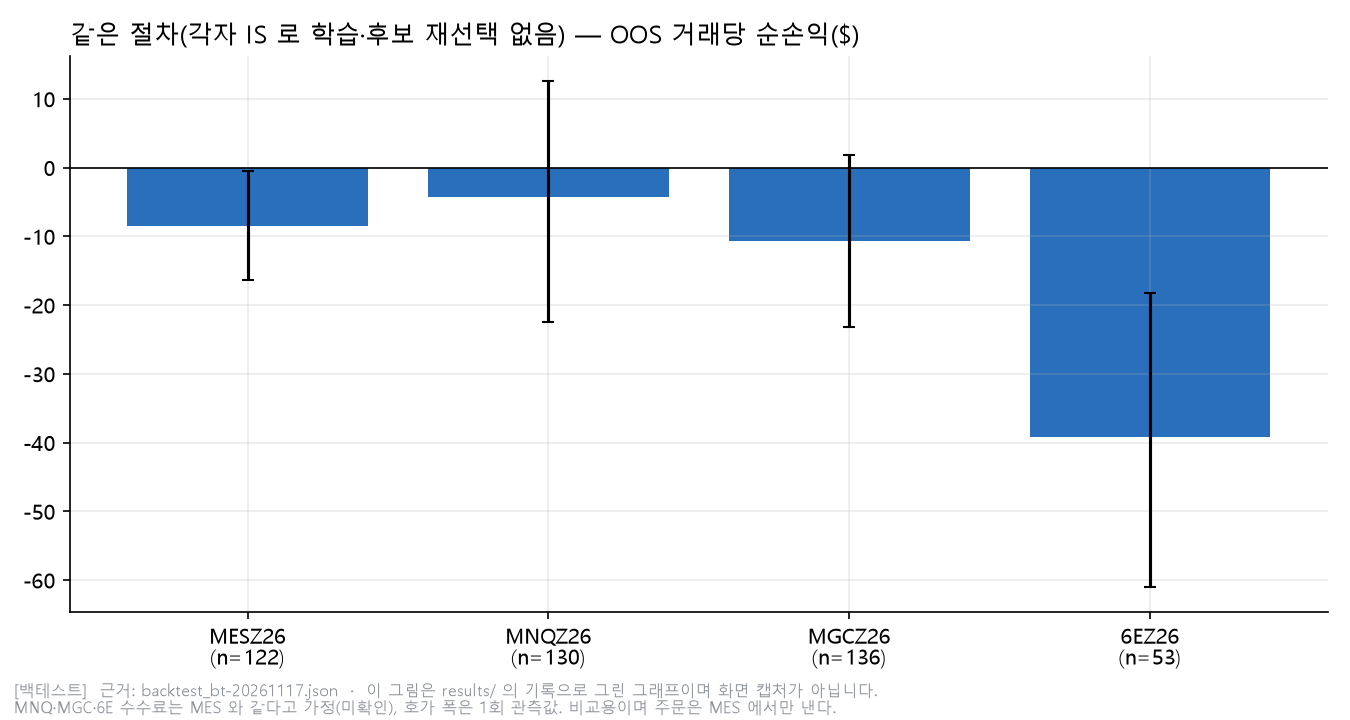 같은 절차(각자 IS 로 학습·후보 재선택 없음) — OOS 거래당 순손익($)
10
0
-10
-20
-30
-40
-50
-60
MESZ26
(n=122)
MNQZ26
(n=130)
MGCZ26
(n=136)
6EZ26
(n=53)
[백테스트] 근거: backtest_bt-20261117.json · 이 그림은 results/ 의 기록으로 그린 그래프이며 화면 캡처가 아닙니다.
MNQ·MGC·6E 수수료는 MES 와 같다고 가정(미확인), 호가 폭은 1회 관측값. 비교용이며 주문은 MES 에서만 낸다.